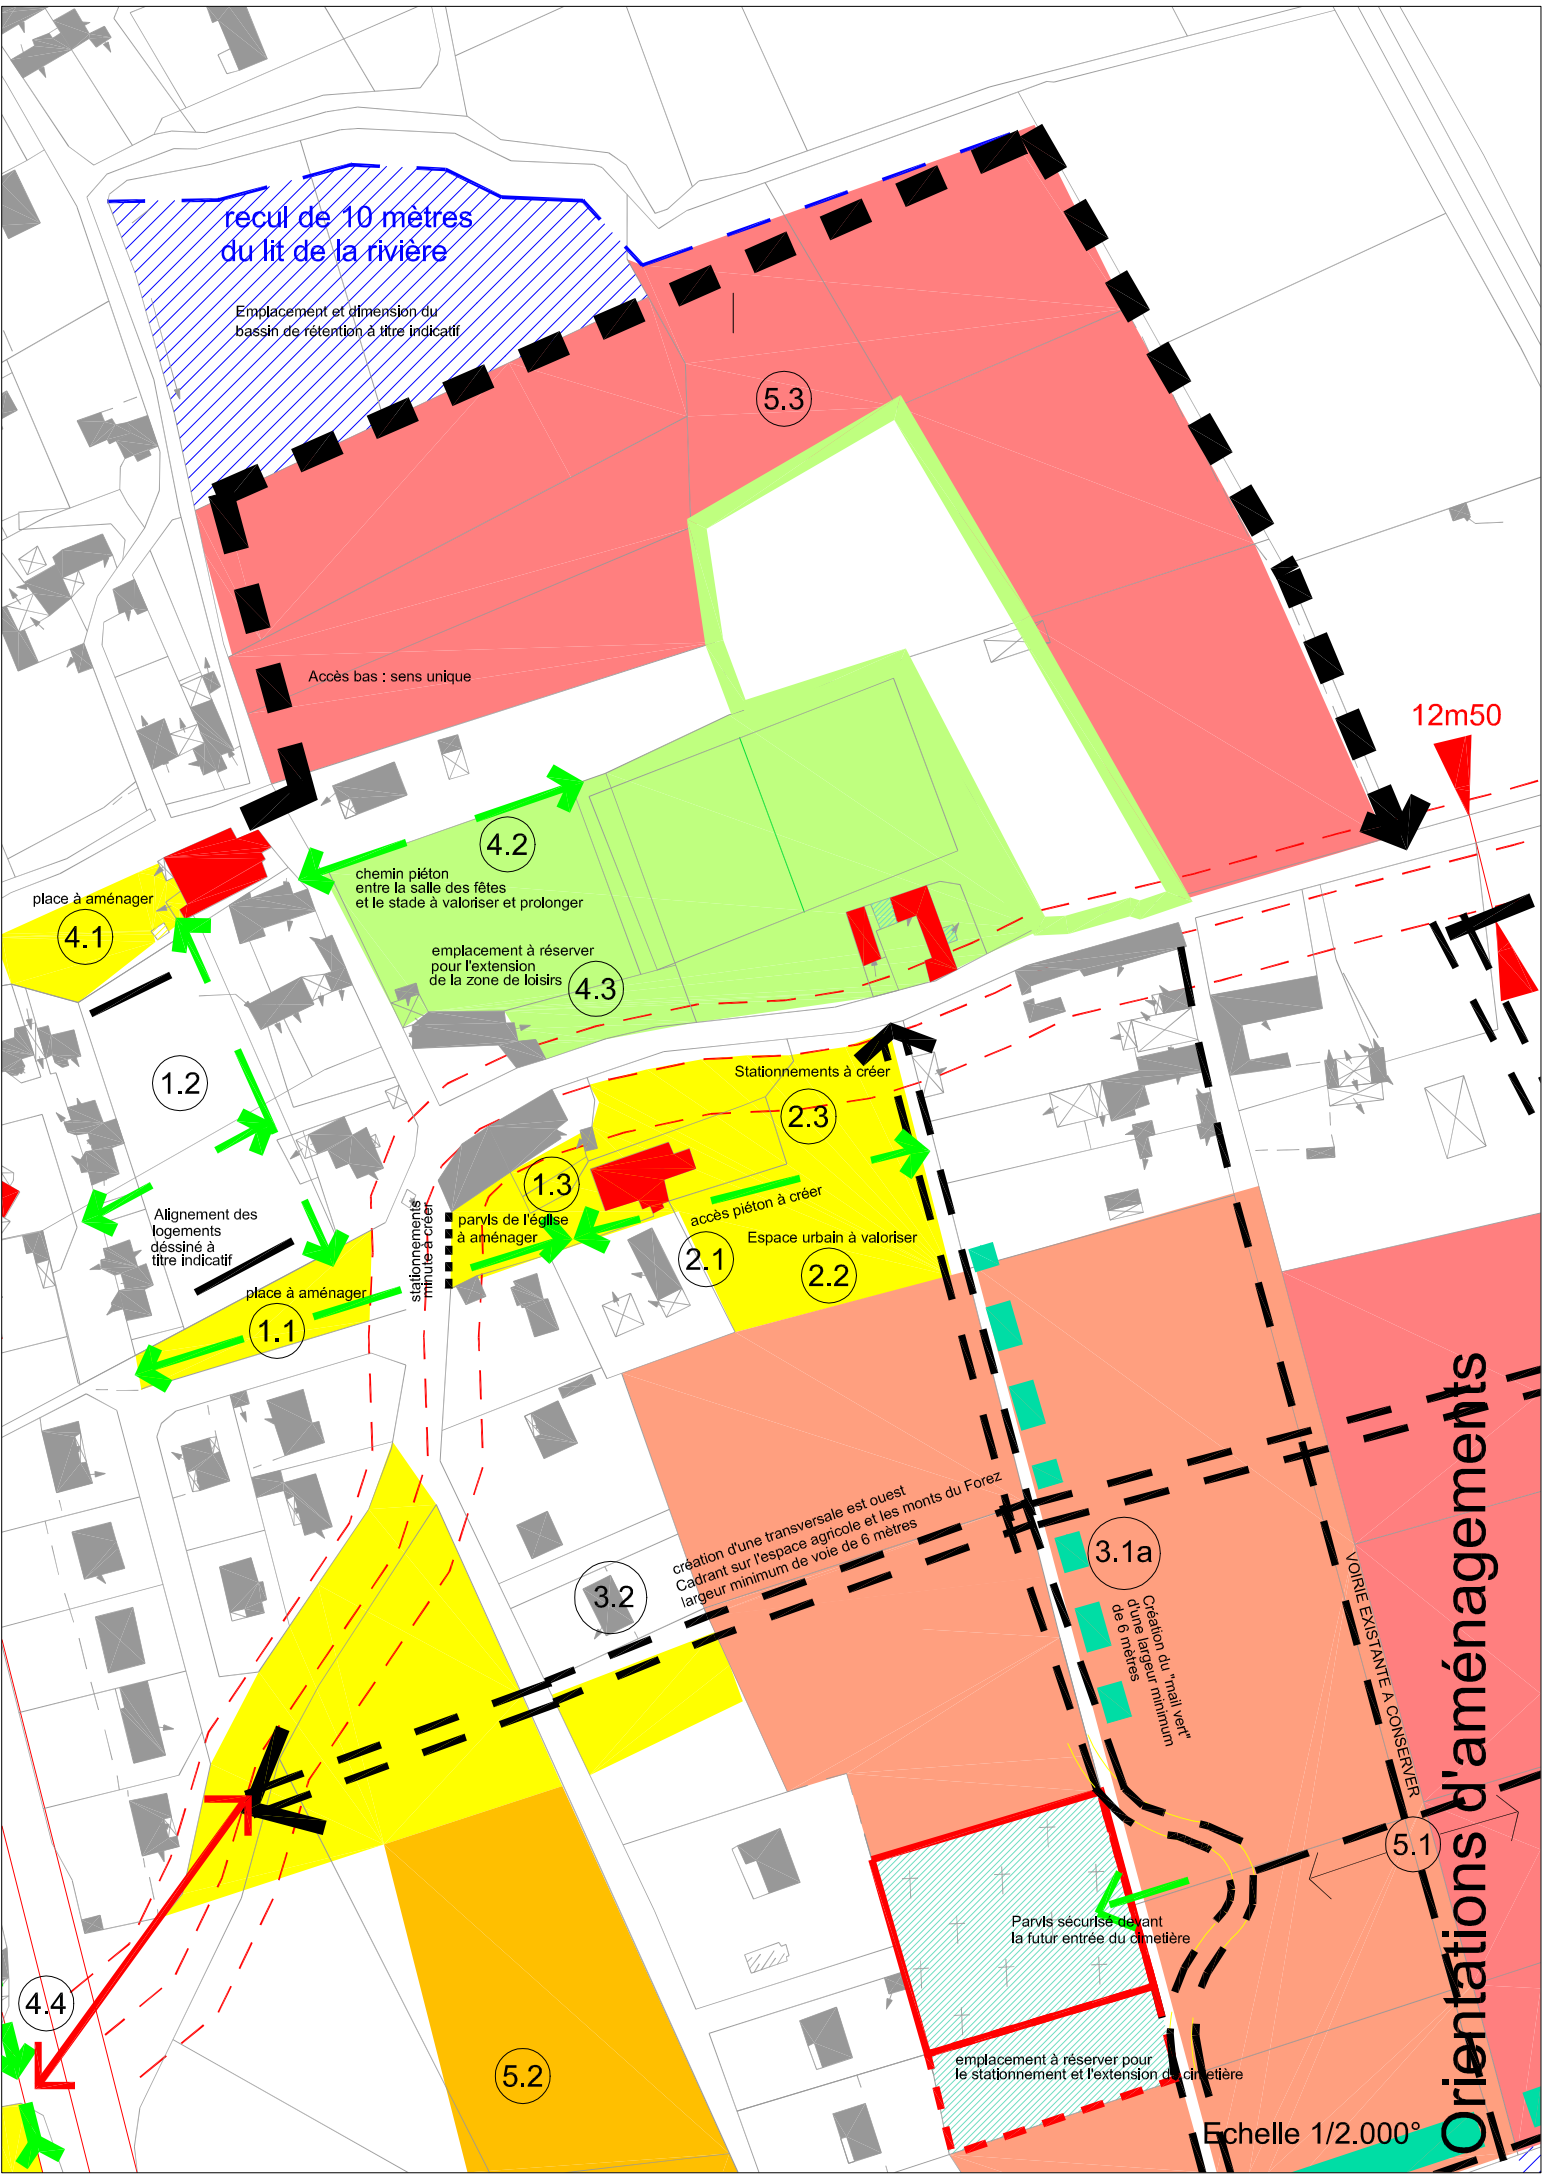 recul de 10 mètres
du lit de la rivière
Emplacement et dimension du
bassin de rétention à titre indicatif
5.3
Accès bas : sens unique
12m50
4.2
chemin piéton
entre la salle des fêtes
et le stade à valoriser et prolonger
place à aménager
4.1
emplacement à réserver
pour l'extension
de la zone de loisirs
4.3
1.2
Stationnements à créer
2.3
1.3
parvis de l'église
à aménager
stationnements
minute à créer
accès piéton à créer
2.1
Espace urbain à valoriser
2.2
Alignement des
logements
déssiné à
titre indicatif
place à aménager
1.1
création d'une transversale est ouest
Cadrant sur l'espace agricole et les monts du Forez
largeur minimum de voie de 6 mètres
3.2
3.1a
Création du "mail vert"
d'une largeur minimum
de 6 mètres
VOIRIE EXISTANTE A CONSERVER
5.1
Parvis sécurisé devant
la futur entrée du cimetière
4.4
5.2
emplacement à réserver pour
le stationnement et l'extension du cimetière
Echelle 1/2.000°
Orientations d'aménagements